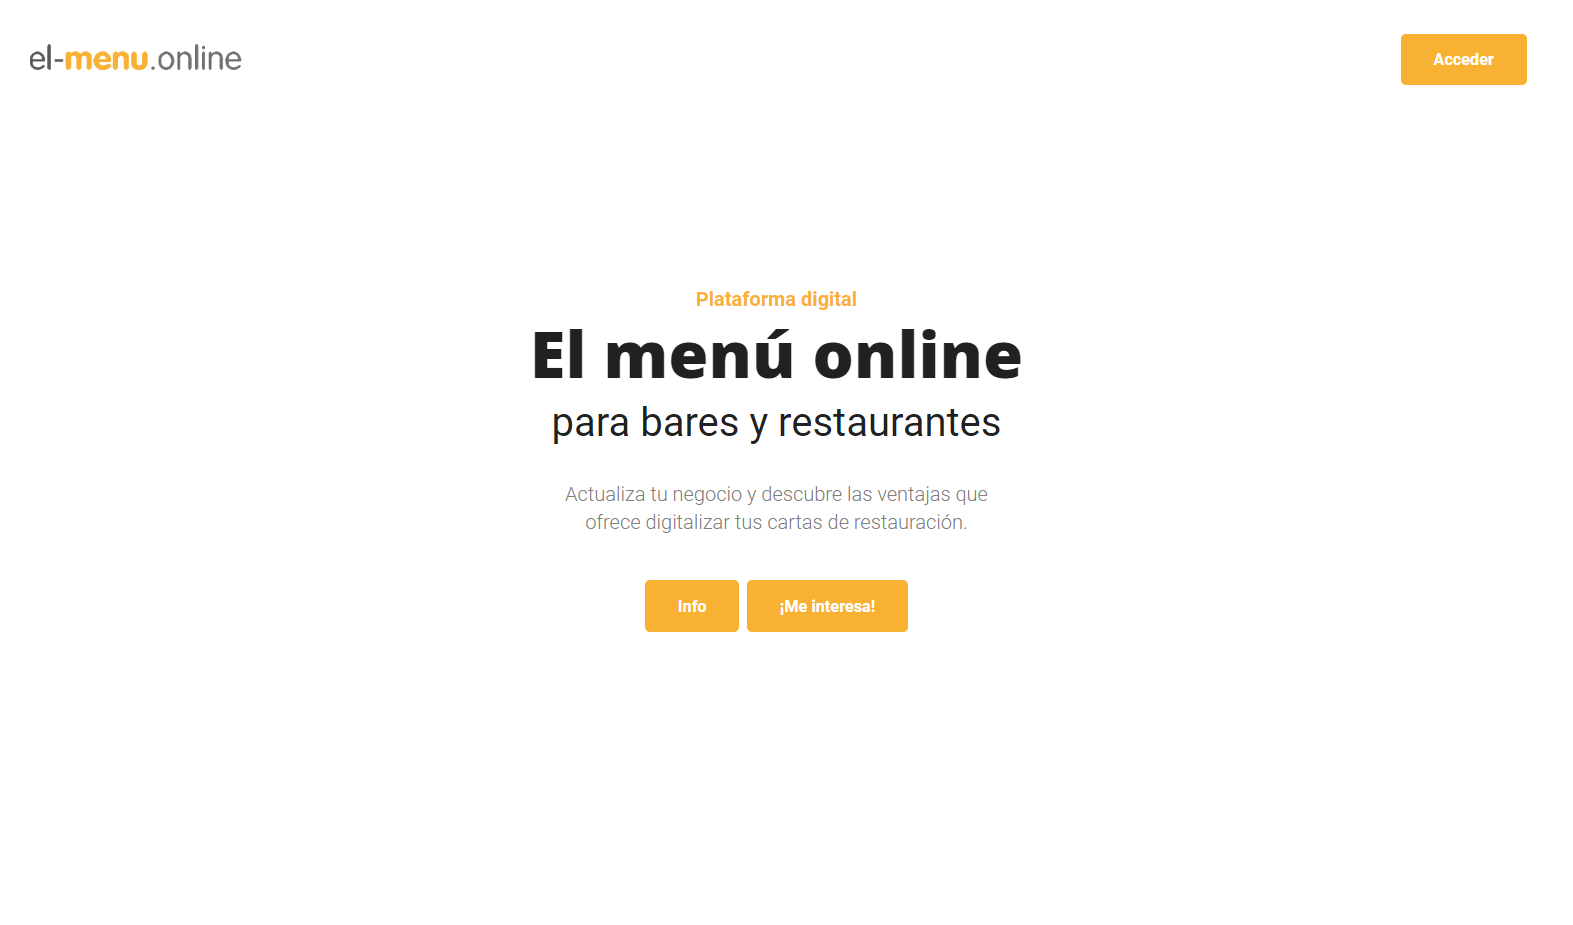 el-menu.online
Acceder
Plataforma digital
El menú online
para bares y restaurantes
Actualiza tu negocio y descubre las ventajas que
ofrece digitalizar tus cartas de restauración.
Info
¡Me interesa!